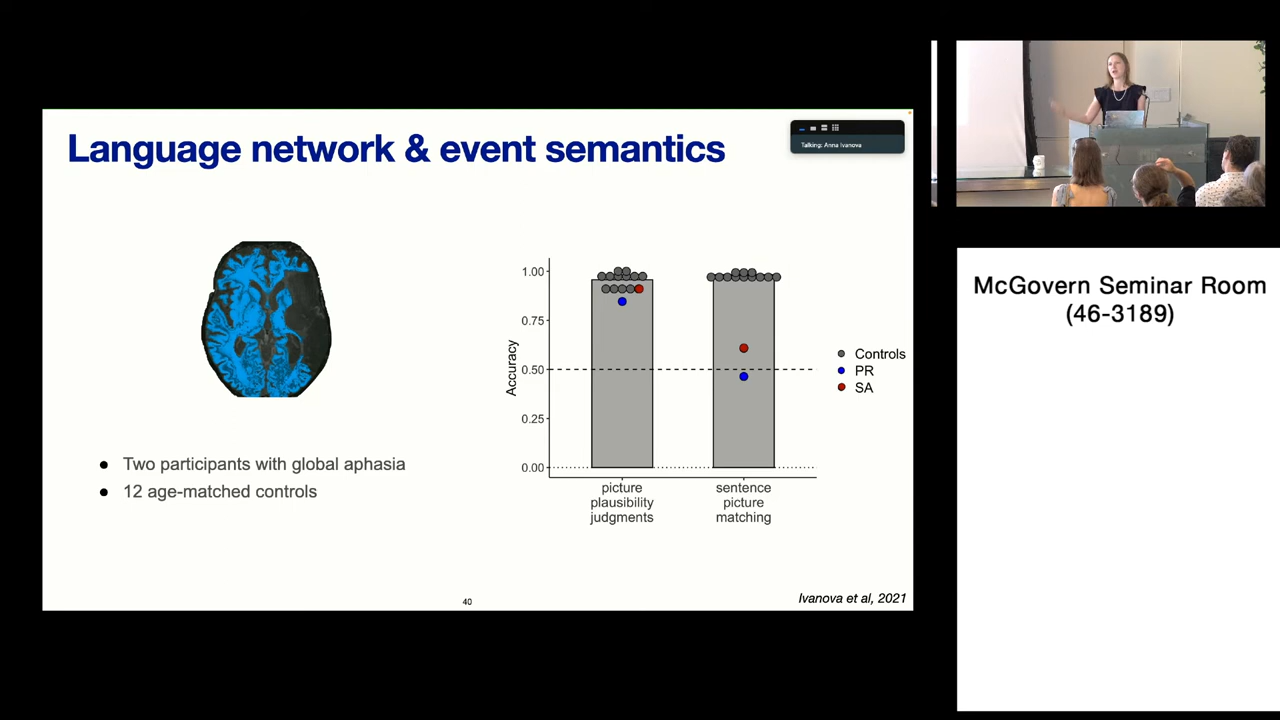 Language network & event semantics
Talking: Anna Ivanova
1.00
0.75
0.50
0.25
0.00
Accuracy
picture
plausibility
judgments
sentence
picture
matching
Controls
PR
SA
● Two participants with global aphasia
● 12 age-matched controls
40
Ivanova et al, 2021
McGovern Seminar Room
(46-3189)